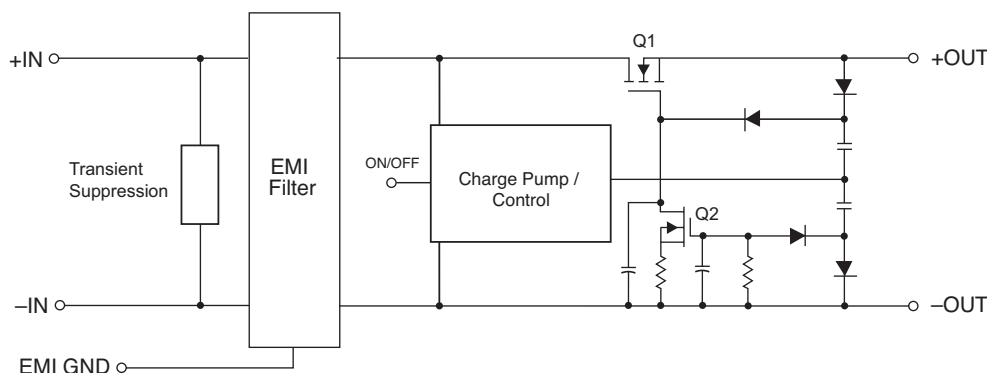 Q1
+IN
+OUT
EMI
Filter
ON/OFF
Transient
Suppression
Charge Pump /
Control
Q2
–IN
–OUT
EMI GND